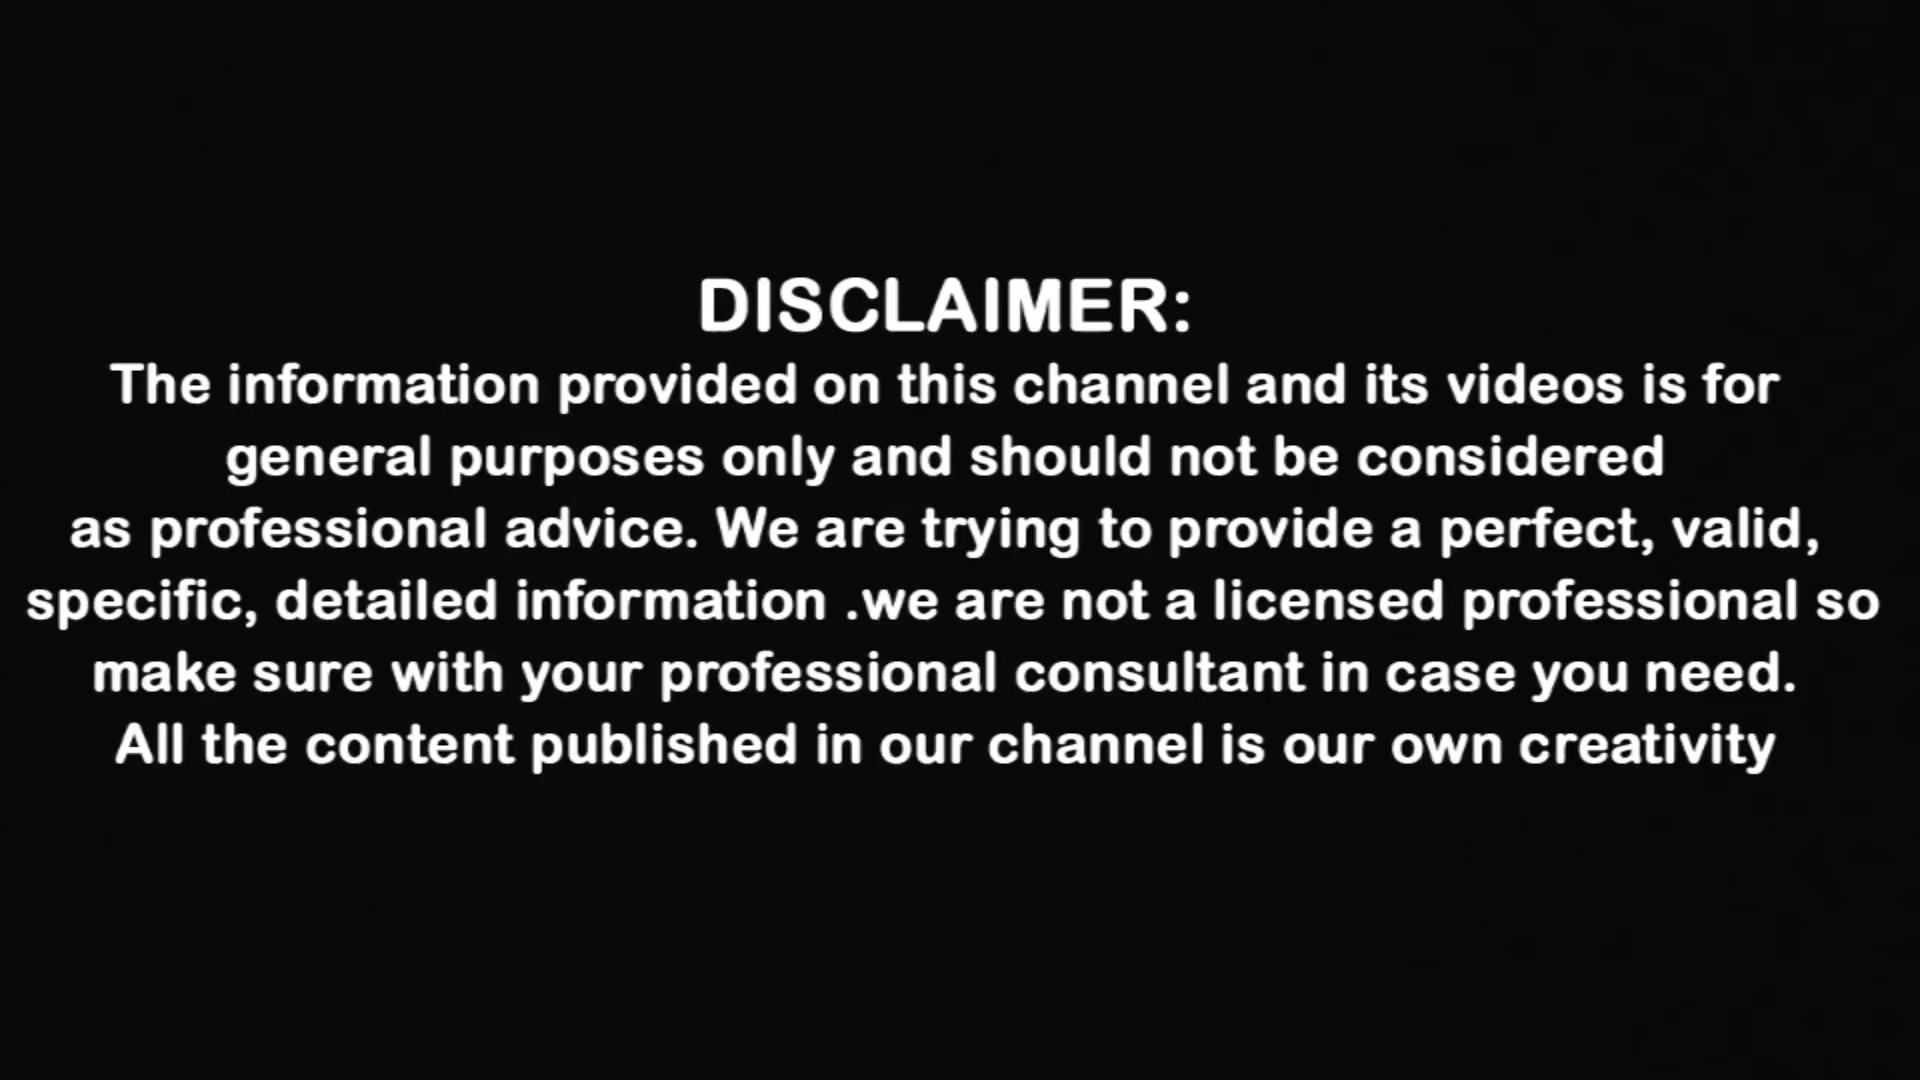 DISCLAIMER:
The information provided on this channel and its videos is for
general purposes only and should not be considered
as professional advice. We are trying to provide a perfect, valid,
specific, detailed information .we are not a licensed professional so
make sure with your professional consultant in case you need.
All the content published in our channel is our own creativity